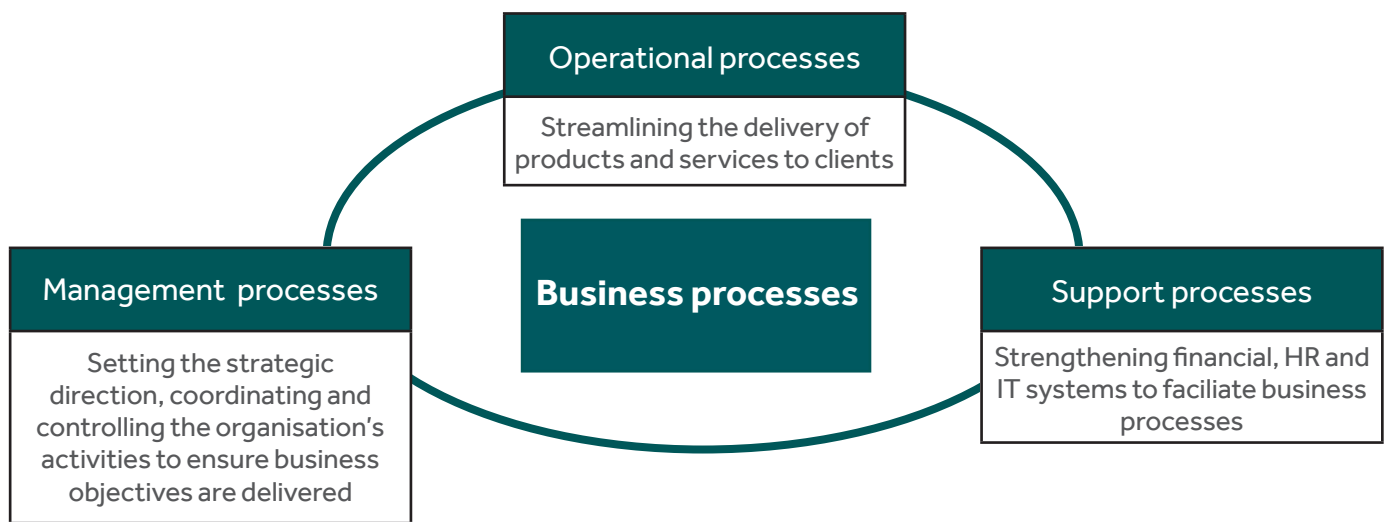 Operational processes
Streamlining the delivery of
products and services to clients
Business processes
Management processes
Setting the strategic
direction, coordinating and
controlling the organisation's
activities to ensure business
objectives are delivered
Support processes
Strengthening financial, HR and
IT systems to faciliate business
processes